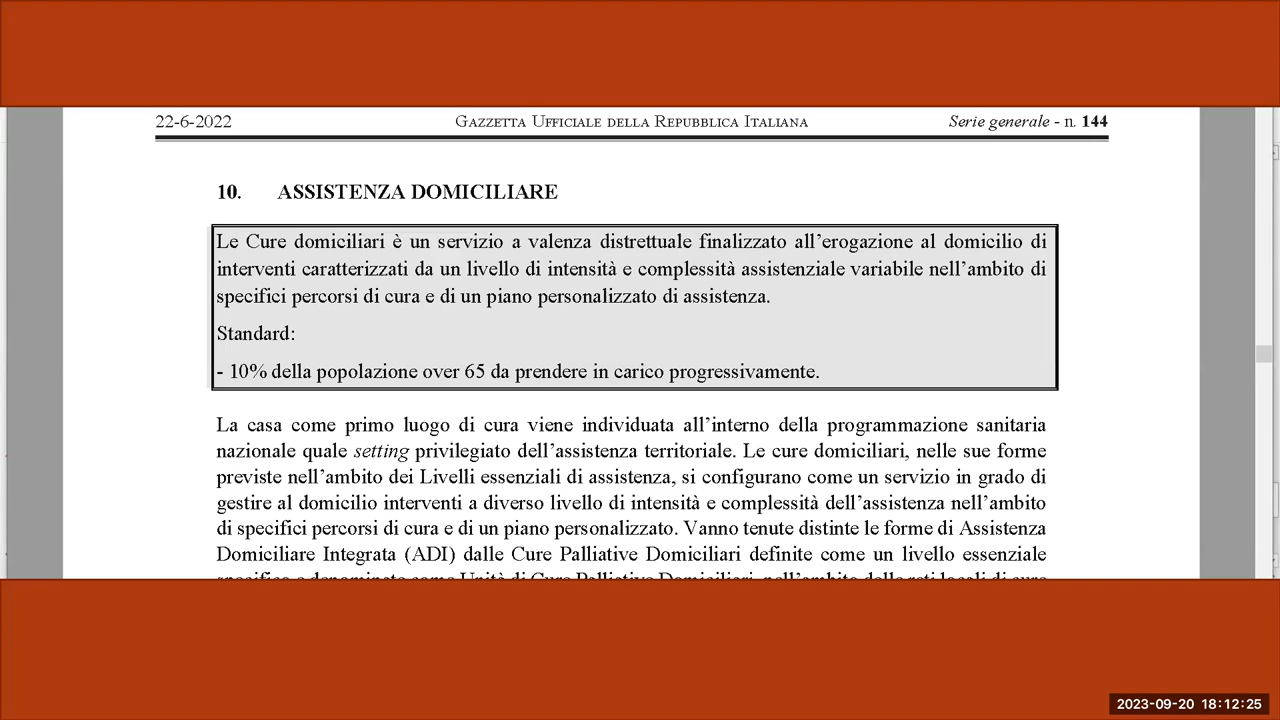 22-6-2022 Gazzetta Ufficiale della Repubblica Italiana Serie generale - n. 144
10. ASSISTENZA DOMICILIARE
Le Cure domiciliari è un servizio a valenza distrettuale finalizzato all’erogazione al domicilio di
interventi caratterizzati da un livello di intensità e complessità assistenziale variabile nell’ambito di
specifici percorsi di cura e di un piano personalizzato di assistenza.
Standard:
- 10% della popolazione over 65 da prendere in carico progressivamente.
La casa come primo luogo di cura viene individuata all’interno della programmazione sanitaria
nazionale quale setting privilegiato dell’assistenza territoriale. Le cure domiciliari, nelle sue forme
previste nell’ambito dei Livelli essenziali di assistenza, si configurano come un servizio in grado di
gestire al domicilio interventi a diverso livello di intensità e complessità dell’assistenza nell’ambito
di specifici percorsi di cura e di un piano personalizzato. Vanno tenute distinte le forme di Assistenza
Domiciliare Integrata (ADI) dalle Cure Palliative Domiciliari definite come un livello essenziale
2023-09-20 18:12:25